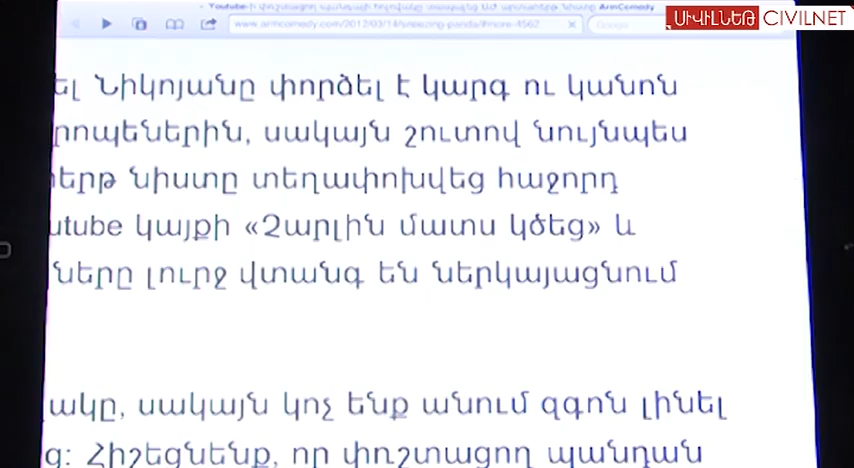 ՍԻՎԻԼՆԵԹ CIVILNET
www.armcomedy.com/2012/03/14/sneezing-panda/#more-4562
ել Նիկոյանը փորձել է կարգ ու կանոն
րոպեներին, սակայն շուտով նույնպես
երթ նիստը տեղափոխվեց հաջորդ
utube կայքի «Չարլին մատս կծեց» և
ները լուրջ վտանգ են ներկայացնում
ակը, սակայն կոչ ենք անում զգոն լինել
ց: Հիշեցնենք, որ փռշտացող պանդան